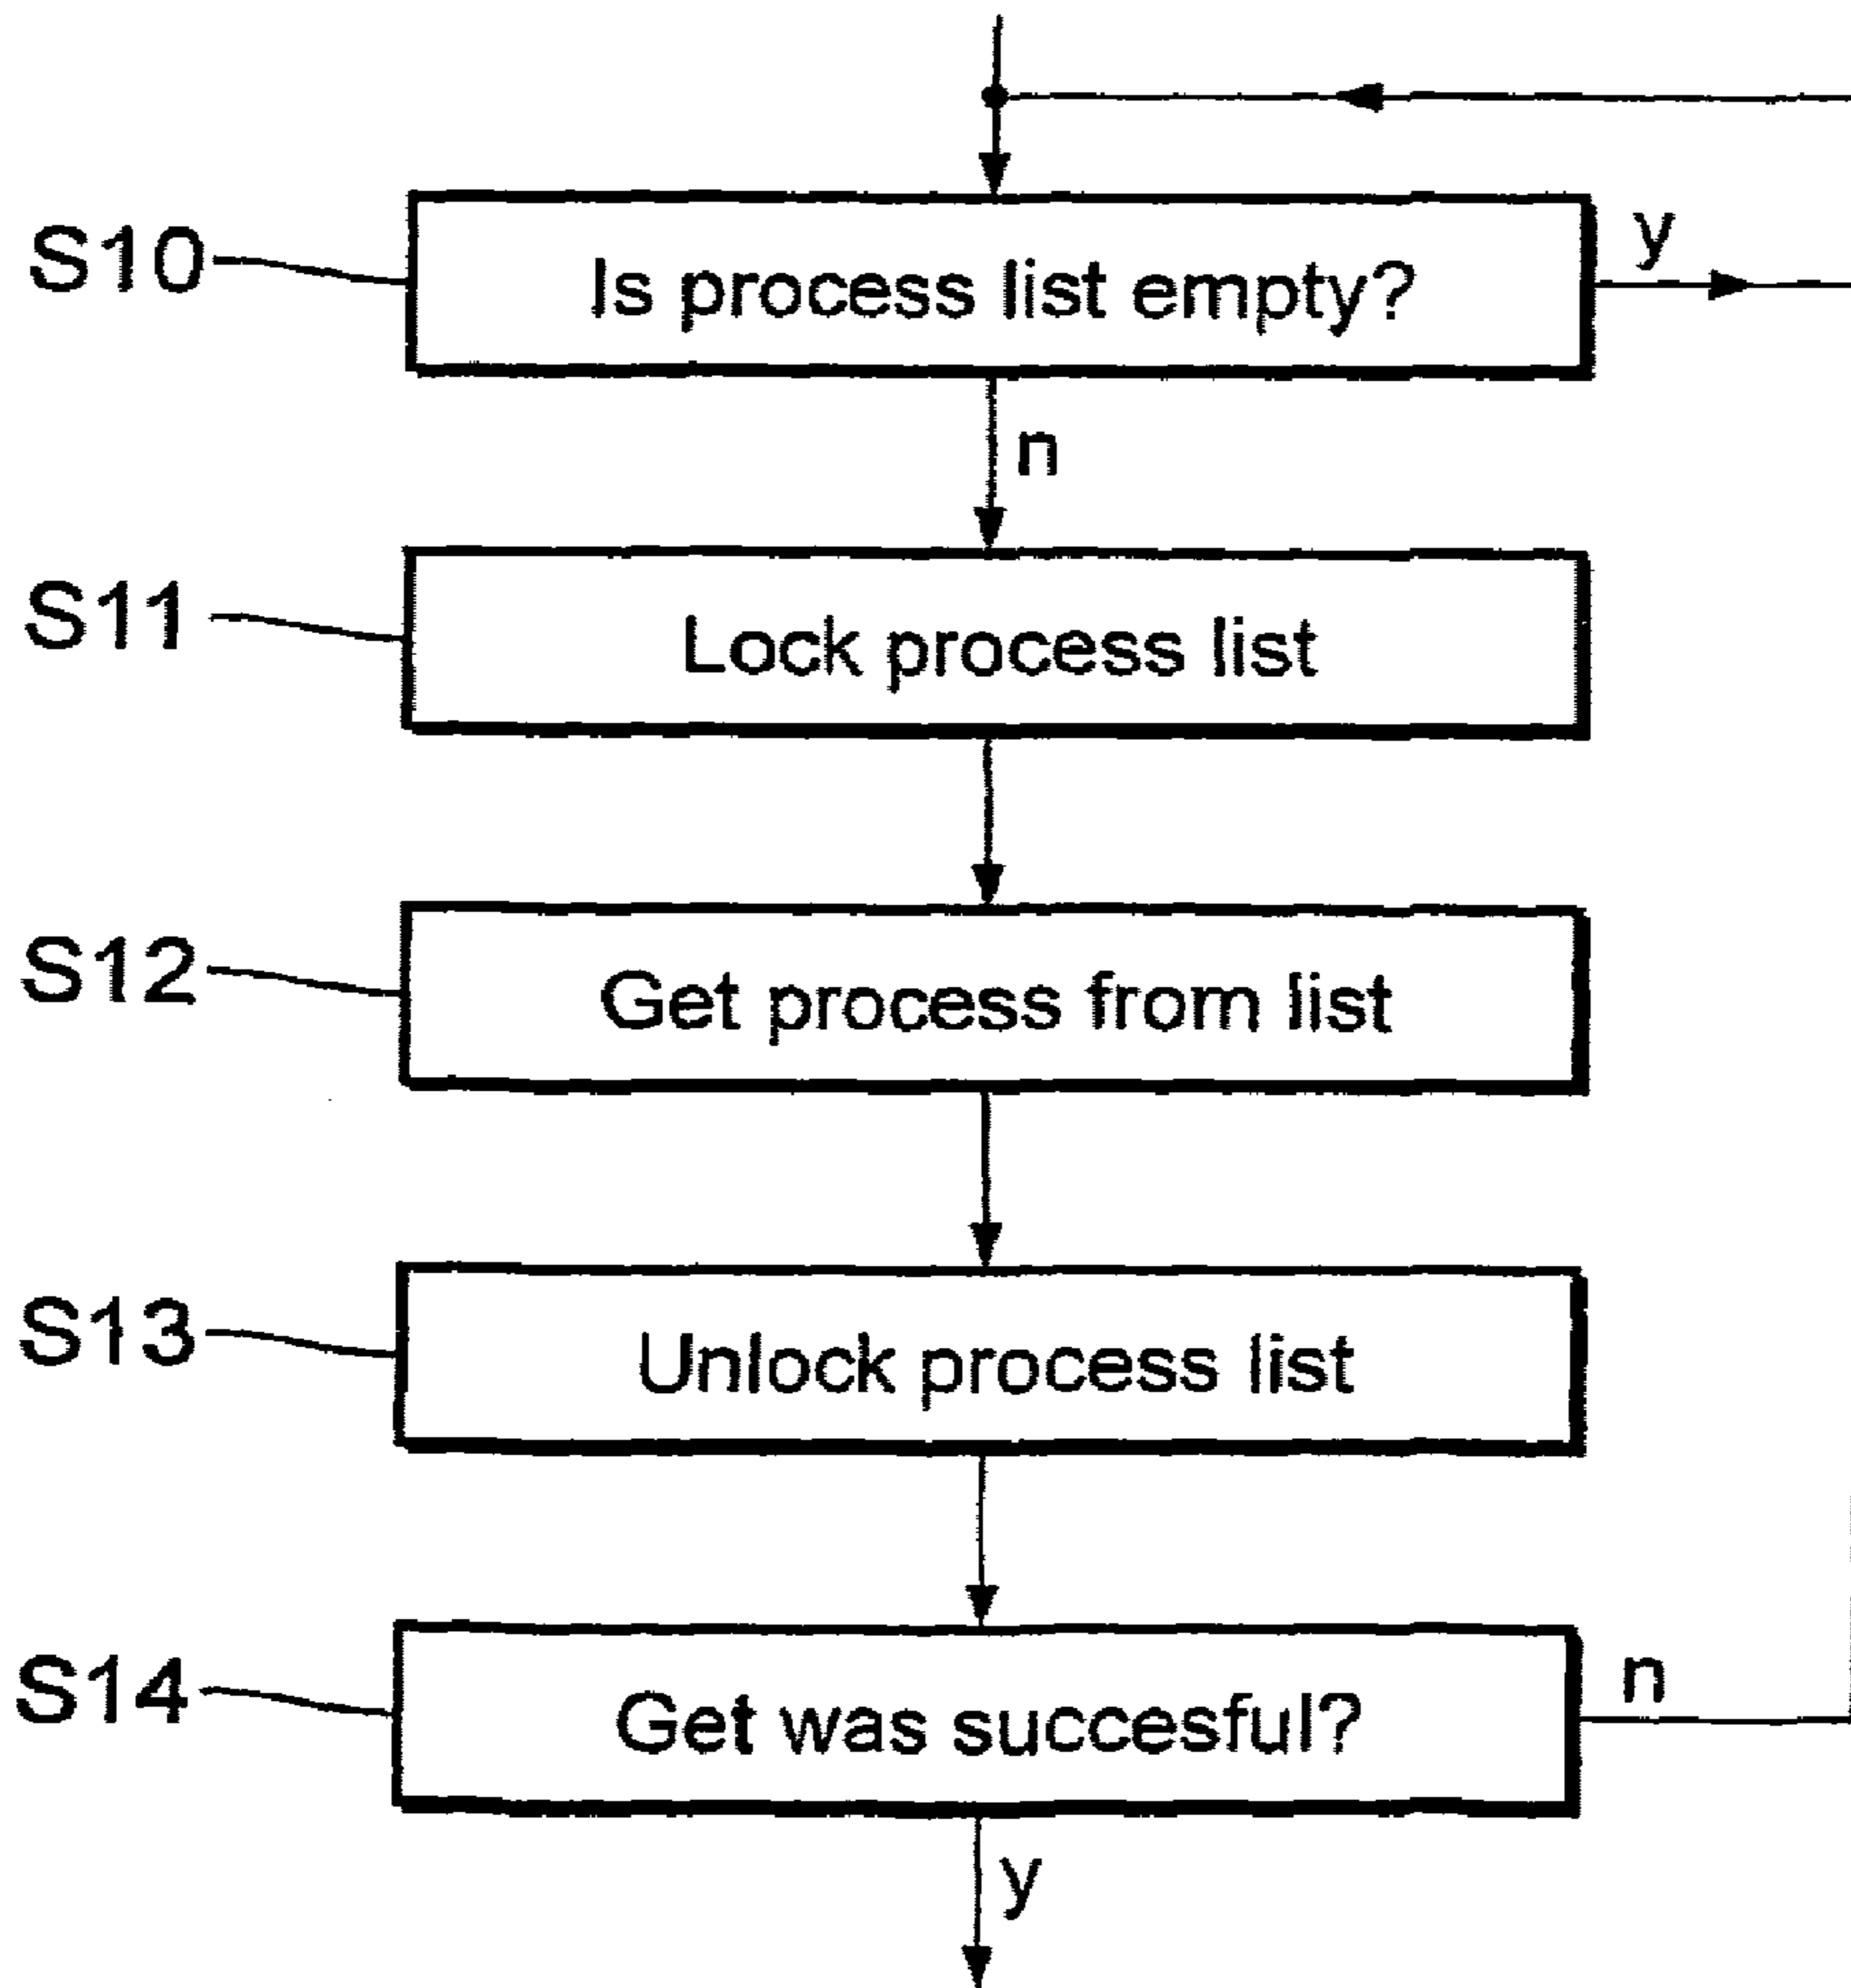 S10
Is process list empty?
y
n
S11
Lock process list
S12
Get process from list
S13
Unlock process list
S14
Get was succesful?
n
y